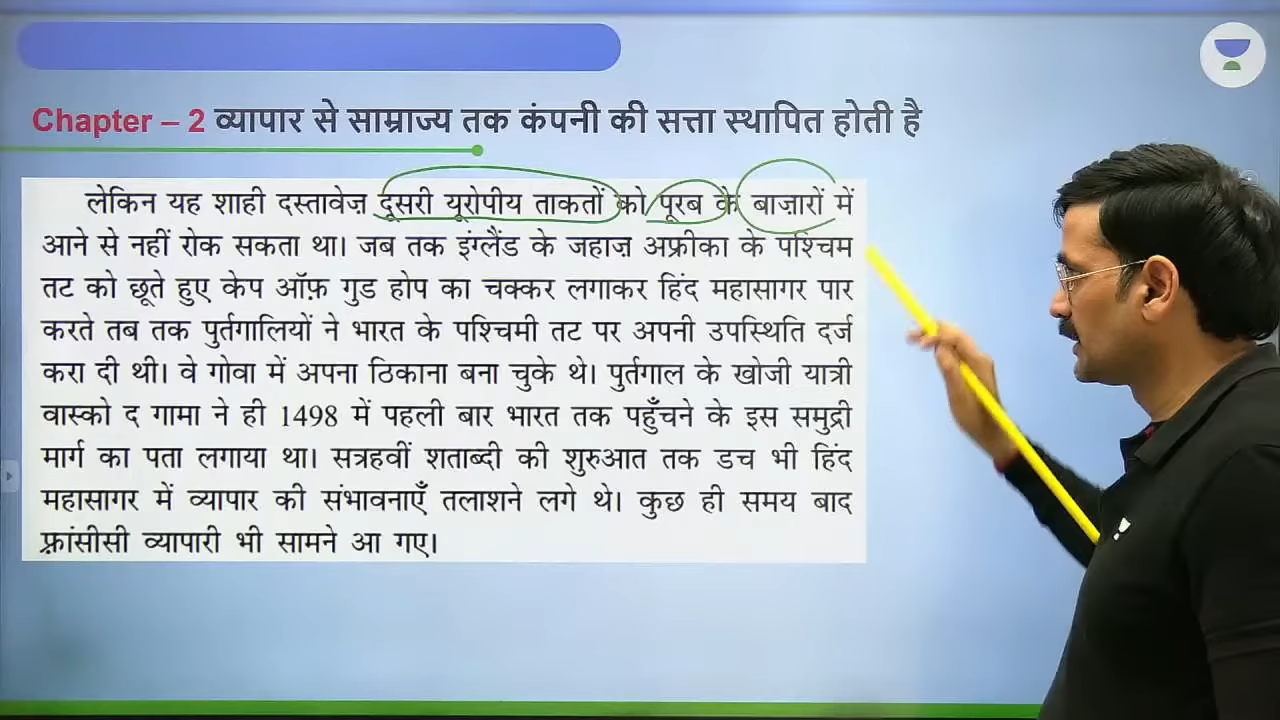 Chapter – 2 व्यापार से साम्राज्य तक कंपनी की सत्ता स्थापित होती है
लेकिन यह शाही दस्तावेज़ दूसरी यूरोपीय ताकतों को पूरब के बाज़ारों में
आने से नहीं रोक सकता था। जब तक इंग्लैंड के जहाज़ अफ़्रीका के पश्चिम
तट को छूते हुए केप ऑफ़ गुड होप का चक्कर लगाकर हिंद महासागर पार
करते तब तक पुर्तगालियों ने भारत के पश्चिमी तट पर अपनी उपस्थिति दर्ज
करा दी थी। वे गोवा में अपना ठिकाना बना चुके थे। पुर्तगाल के खोजी यात्री
वास्को द गामा ने ही 1498 में पहली बार भारत तक पहुँचने के इस समुद्री
मार्ग का पता लगाया था। सत्रहवीं शताब्दी की शुरुआत तक डच भी हिंद
महासागर में व्यापार की संभावनाएँ तलाशने लगे थे। कुछ ही समय बाद
फ़्रांसीसी व्यापारी भी सामने आ गए।